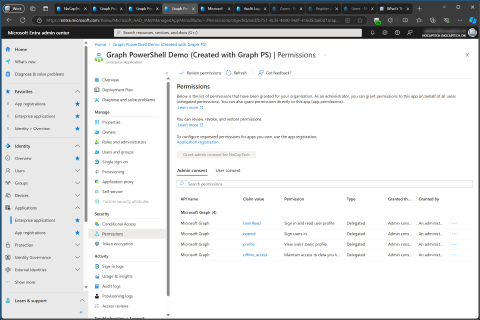 Work
Microsoft Entra admin center
Search resources, services, and docs (G+/)
Home
What's new
Diagnose & solve problems
Favorites
App registrations
Enterprise applications
Identity + Overview
Identity
Overview
Users
Groups
Devices
Applications
Enterprise applications
App registrations
Protection
Identity Governance
External Identities
Show more
Learn & support
Home > Graph PowerShell Demo (Created with Graph PS)
Graph PowerShell Demo (Created with Graph PS) | Permissions
Enterprise Application
Overview
Deployment Plan
Diagnose and solve problems
Manage
Properties
Owners
Roles and administrators
Users and groups
Single sign-on
Provisioning
Application proxy
Self-service
Custom security attributes
Security
Conditional Access
Permissions
Token encryption
Activity
Sign-in logs
Usage & insights
Audit logs
Provisioning logs
Access reviews
Review permissions
Refresh
Got feedback?
Permissions
Below is the list of permissions that have been granted for your organization. As an administrator, you can grant permissions to this app on behalf of all users
(delegated permissions). You can also grant permissions directly to this app (app permissions).
Learn more
You can review, revoke, and restore permissions.
Learn more
To configure requested permissions for apps you own, use the app registration.
Application registration
Grant admin consent for
Admin consent
User consent
Search permissions
API name Claim value Permission Type Granted th... Granted by
Microsoft Graph (4)
Microsoft Graph User.Read Sign in and read user profile Delegated Admin cons... An administ... ...
Microsoft Graph openid Sign users in Delegated Admin cons... An administ... ...
Microsoft Graph profile View users' basic profile Delegated Admin cons... An administ... ...
Microsoft Graph offline_access Maintain access to data you h... Delegated Admin cons... An administ... ...